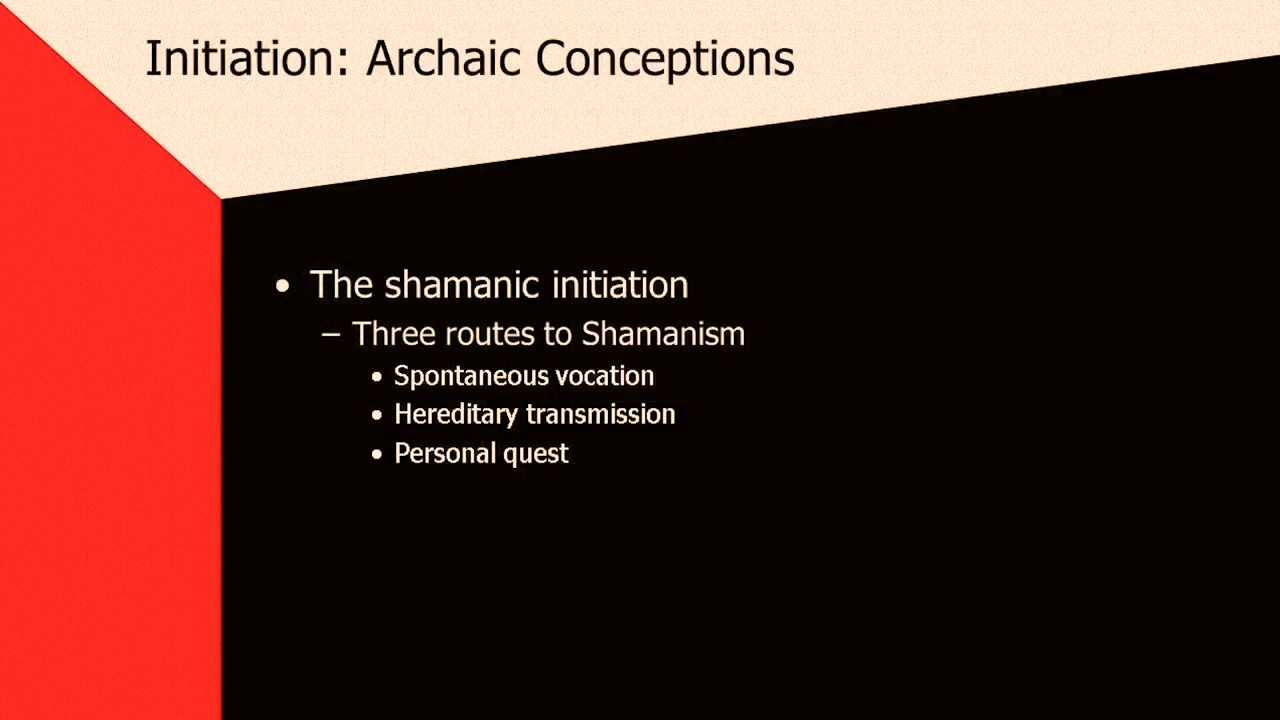 Initiation: Archaic Conceptions
• The shamanic initiation
– Three routes to Shamanism
• Spontaneous vocation
• Hereditary transmission
• Personal quest